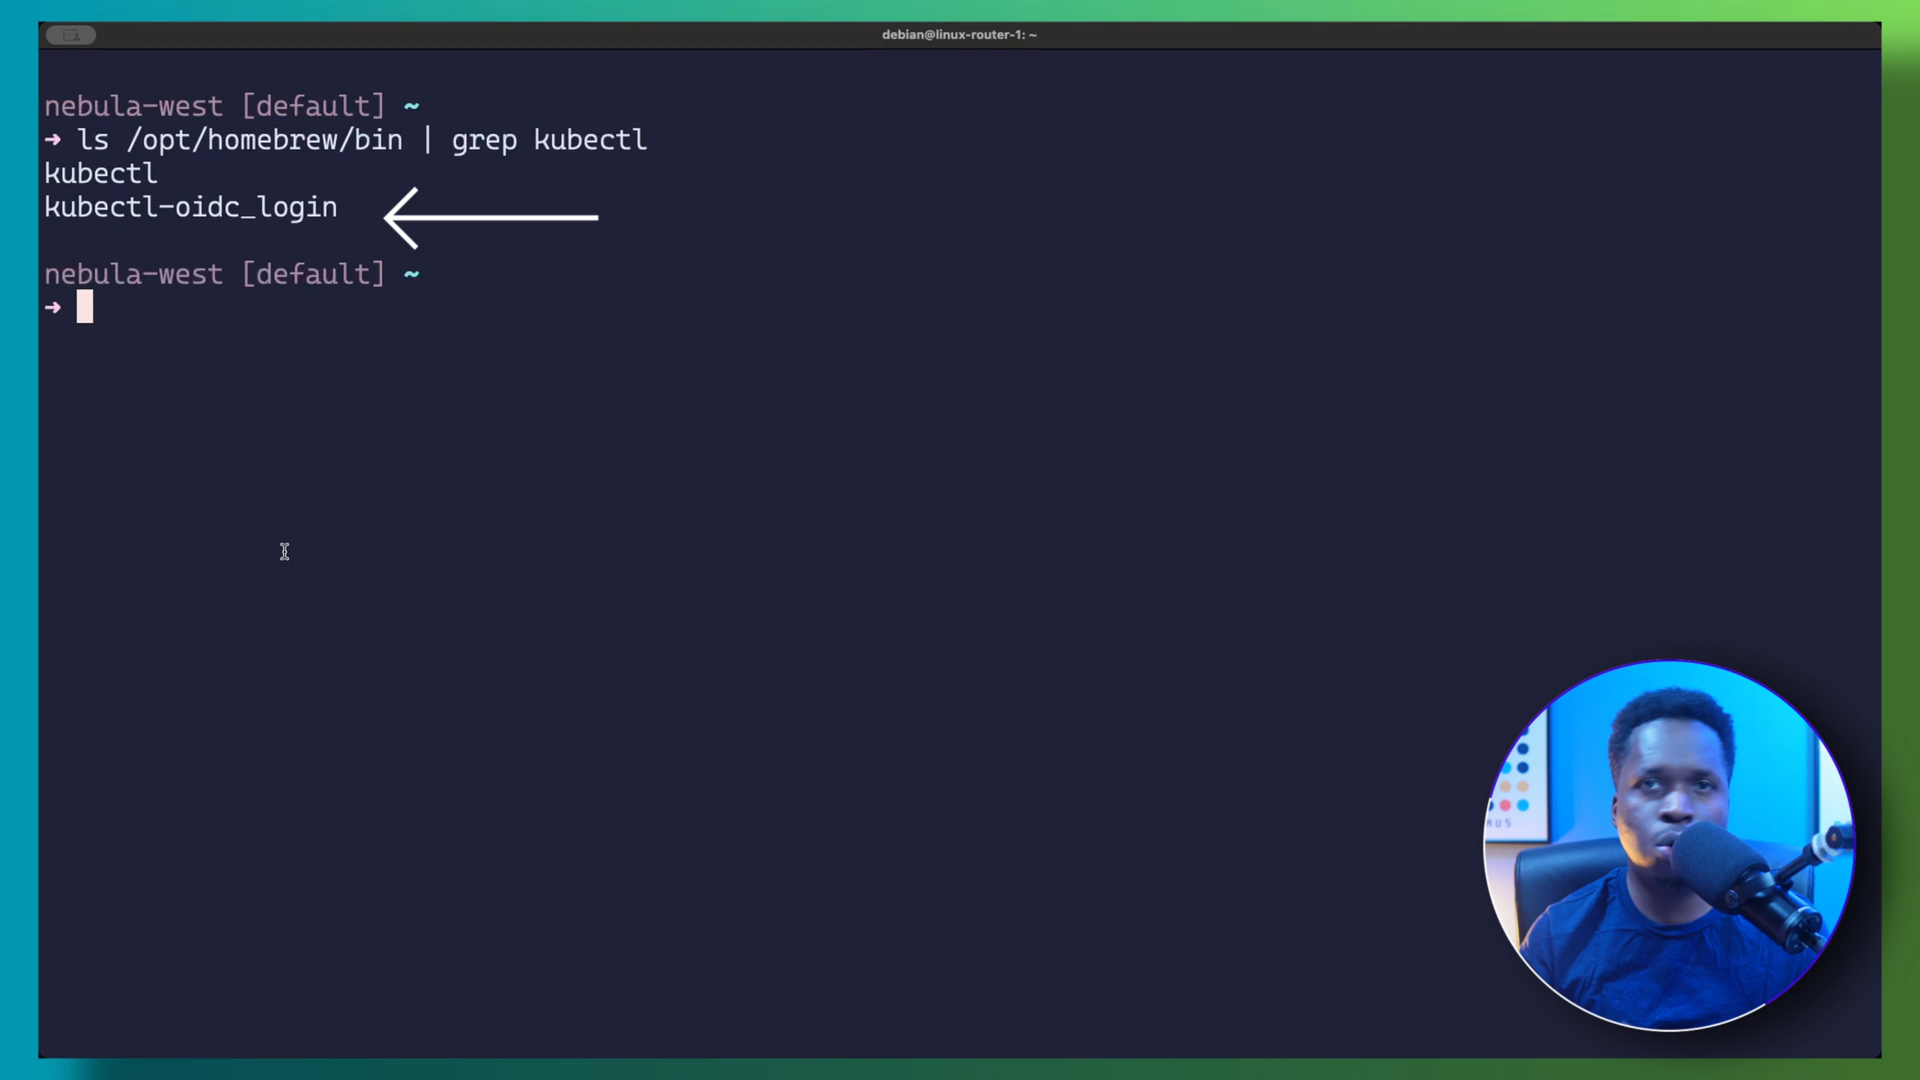 debian@linux-router-1: ~
nebula-west [default] ~
➜ ls /opt/homebrew/bin | grep kubectl
kubectl
kubectl-oidc_login
nebula-west [default] ~
➜